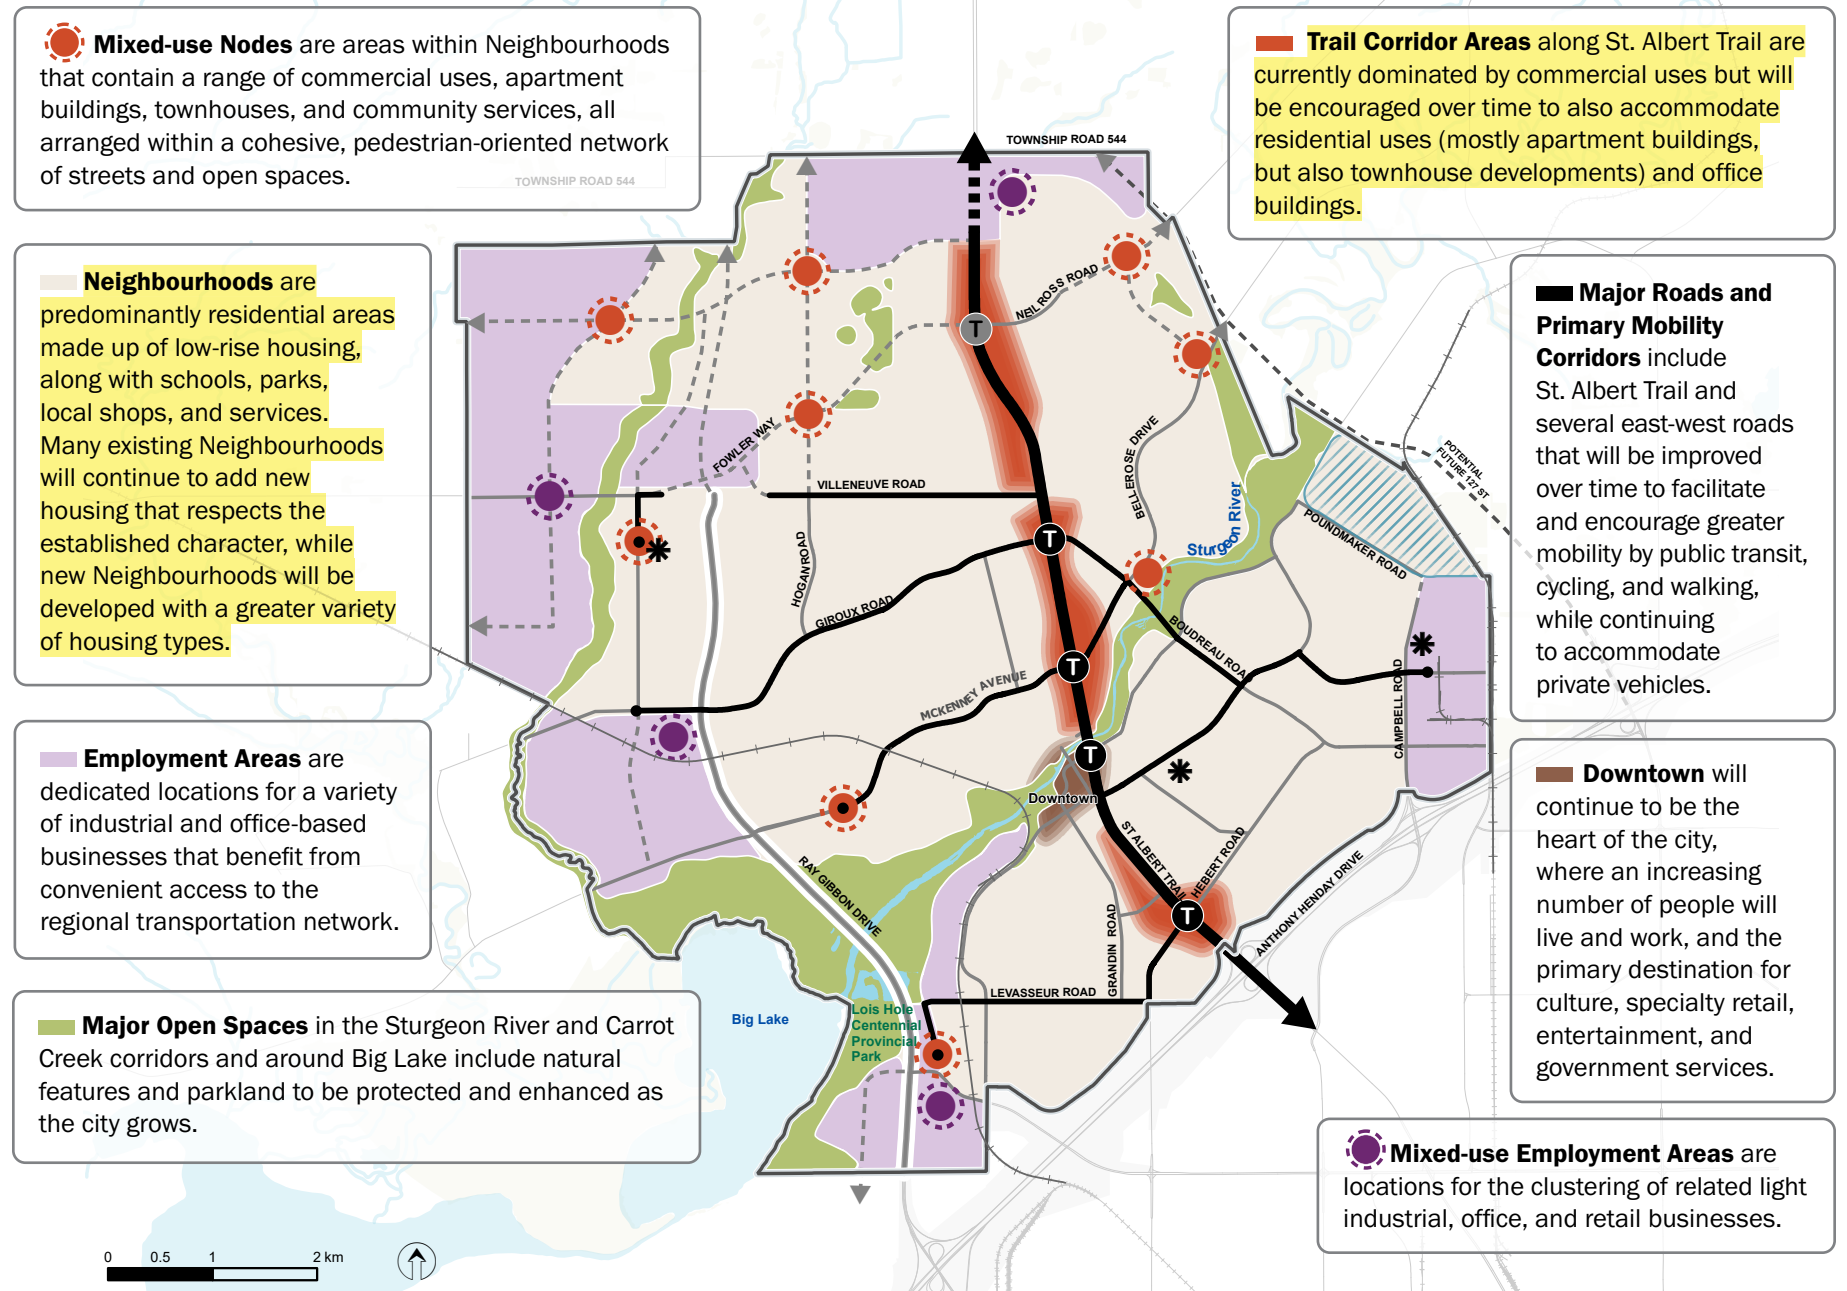 Mixed-use Nodes are areas within Neighbourhoods
that contain a range of commercial uses, apartment
buildings, townhouses, and community services, all
arranged within a cohesive, pedestrian-oriented network
of streets and open spaces.
Trail Corridor Areas along St. Albert Trail are
currently dominated by commercial uses but will
be encouraged over time to also accommodate
residential uses (mostly apartment buildings,
but also townhouse developments) and office
buildings.
Neighbourhoods are
predominantly residential areas
made up of low-rise housing,
along with schools, parks,
local shops, and services.
Many existing Neighbourhoods
will continue to add new
housing that respects the
established character, while
new Neighbourhoods will be
developed with a greater variety
of housing types.
Major Roads and
Primary Mobility
Corridors include
St. Albert Trail and
several east-west roads
that will be improved
over time to facilitate
and encourage greater
mobility by public transit,
cycling, and walking,
while continuing
to accommodate
private vehicles.
Employment Areas are
dedicated locations for a variety
of industrial and office-based
businesses that benefit from
convenient access to the
regional transportation network.
Downtown will
continue to be the
heart of the city,
where an increasing
number of people will
live and work, and the
primary destination for
culture, specialty retail,
entertainment, and
government services.
Major Open Spaces in the Sturgeon River and Carrot
Creek corridors and around Big Lake include natural
features and parkland to be protected and enhanced as
the city grows.
Mixed-use Employment Areas are
locations for the clustering of related light
industrial, office, and retail businesses.
TOWNSHIP ROAD 544
TOWNSHIP ROAD 544
NEIL ROSS ROAD
T
FOWLER WAY
VILLENEUVE ROAD
BELLEROSE DRIVE
Sturgeon River
POTENTIAL
FUTURE 127 ST
POUNDMAKER ROAD
T
HOGAN ROAD
GIROUX ROAD
BOUDREAU ROAD
T
MCKENNEY AVENUE
CAMPBELL ROAD
T
Downtown
ST ALBERT TRAIL
HEBERT ROAD
RAY GIBBON DRIVE
ANTHONY HENDAY DRIVE
GRANDIN ROAD
T
LEVASSEUR ROAD
Big Lake
Lois Hole
Centennial
Provincial
Park
0 0.5 1 2 km